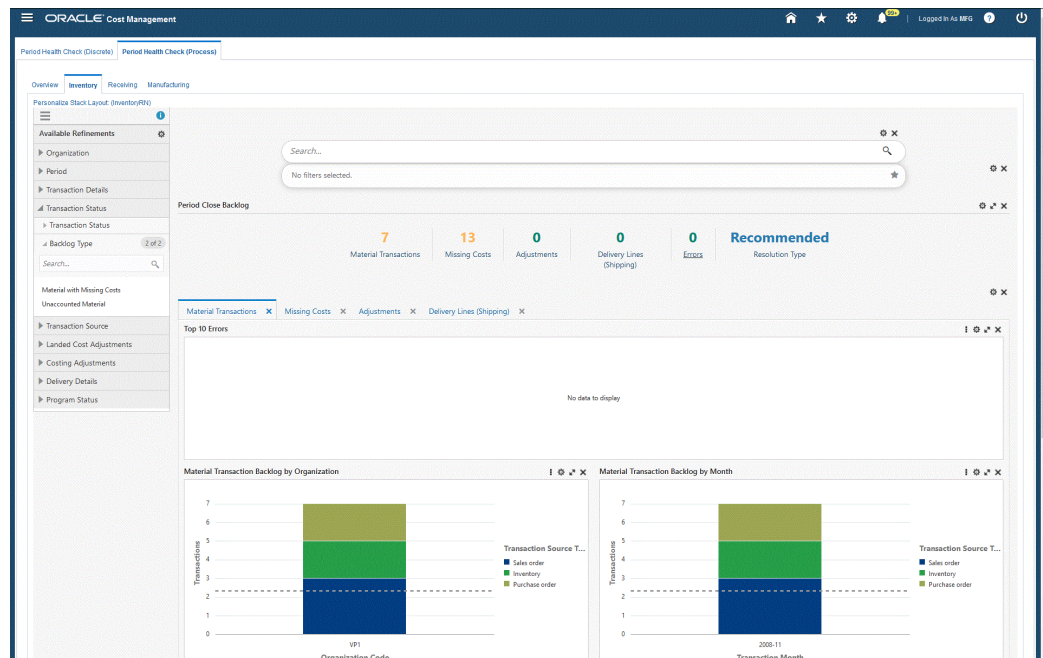 ORACLE Cost Management
99+
Logged In As MFG
?
Period Health Check (Discrete)
Period Health Check (Process)
Overview
Inventory
Receiving
Manufacturing
Personalize Stack Layout: (InventoryRN)
Available Refinements
Organization
Period
Transaction Details
Transaction Status
Transaction Status
Backlog Type
2 of 2
Search...
Material with Missing Costs
Unaccounted Material
Transaction Source
Landed Cost Adjustments
Costing Adjustments
Delivery Details
Program Status
Search...
No filters selected.
Period Close Backlog
7
Material Transactions
13
Missing Costs
0
Adjustments
0
Delivery Lines
(Shipping)
0
Errors
Recommended
Resolution Type
Material Transactions
Missing Costs
Adjustments
Delivery Lines (Shipping)
Top 10 Errors
No data to display
Material Transaction Backlog by Organization
7
6
5
4
3
2
1
0
Transactions
VP1
Organization Code
Transaction Source T...
Sales order
Inventory
Purchase order
Material Transaction Backlog by Month
7
6
5
4
3
2
1
0
Transactions
2008-11
Transaction Month
Transaction Source T...
Sales order
Inventory
Purchase order